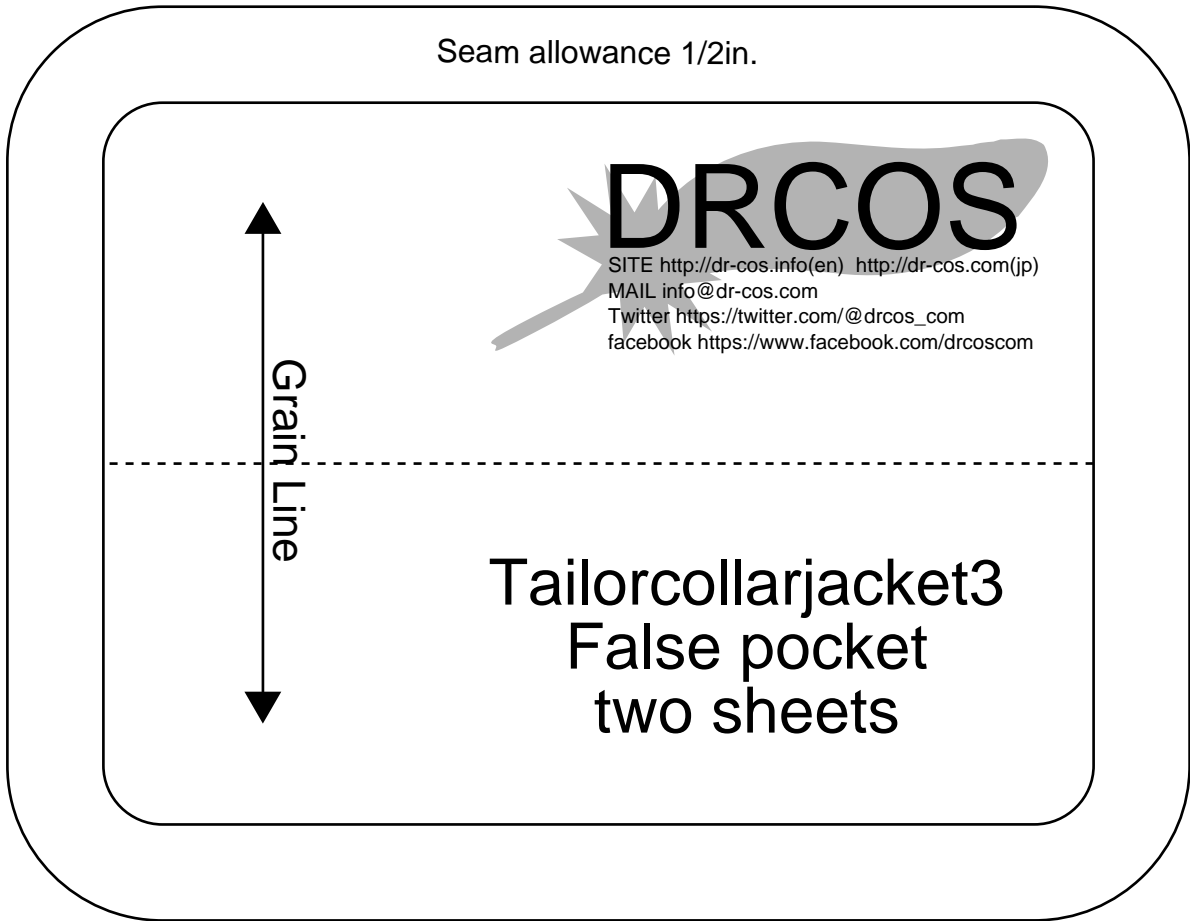 Seam allowance 1/2in.
DRCOS
SITE http://dr-cos.info(en)  http://dr-cos.com(jp)
MAIL info@dr-cos.com
Twitter https://twitter.com/@drcos_com
facebook https://www.facebook.com/drcoscom
Grain Line
Tailorcollarjacket3
False pocket
two sheets